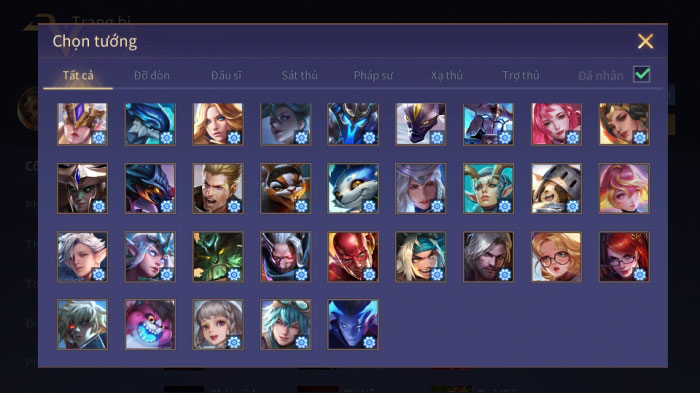 Trang bị
Chọn tướng
Tất cả
Đỡ đòn
Đấu sĩ
Sát thủ
Pháp sư
Xạ thủ
Trợ thủ
Đã nhận